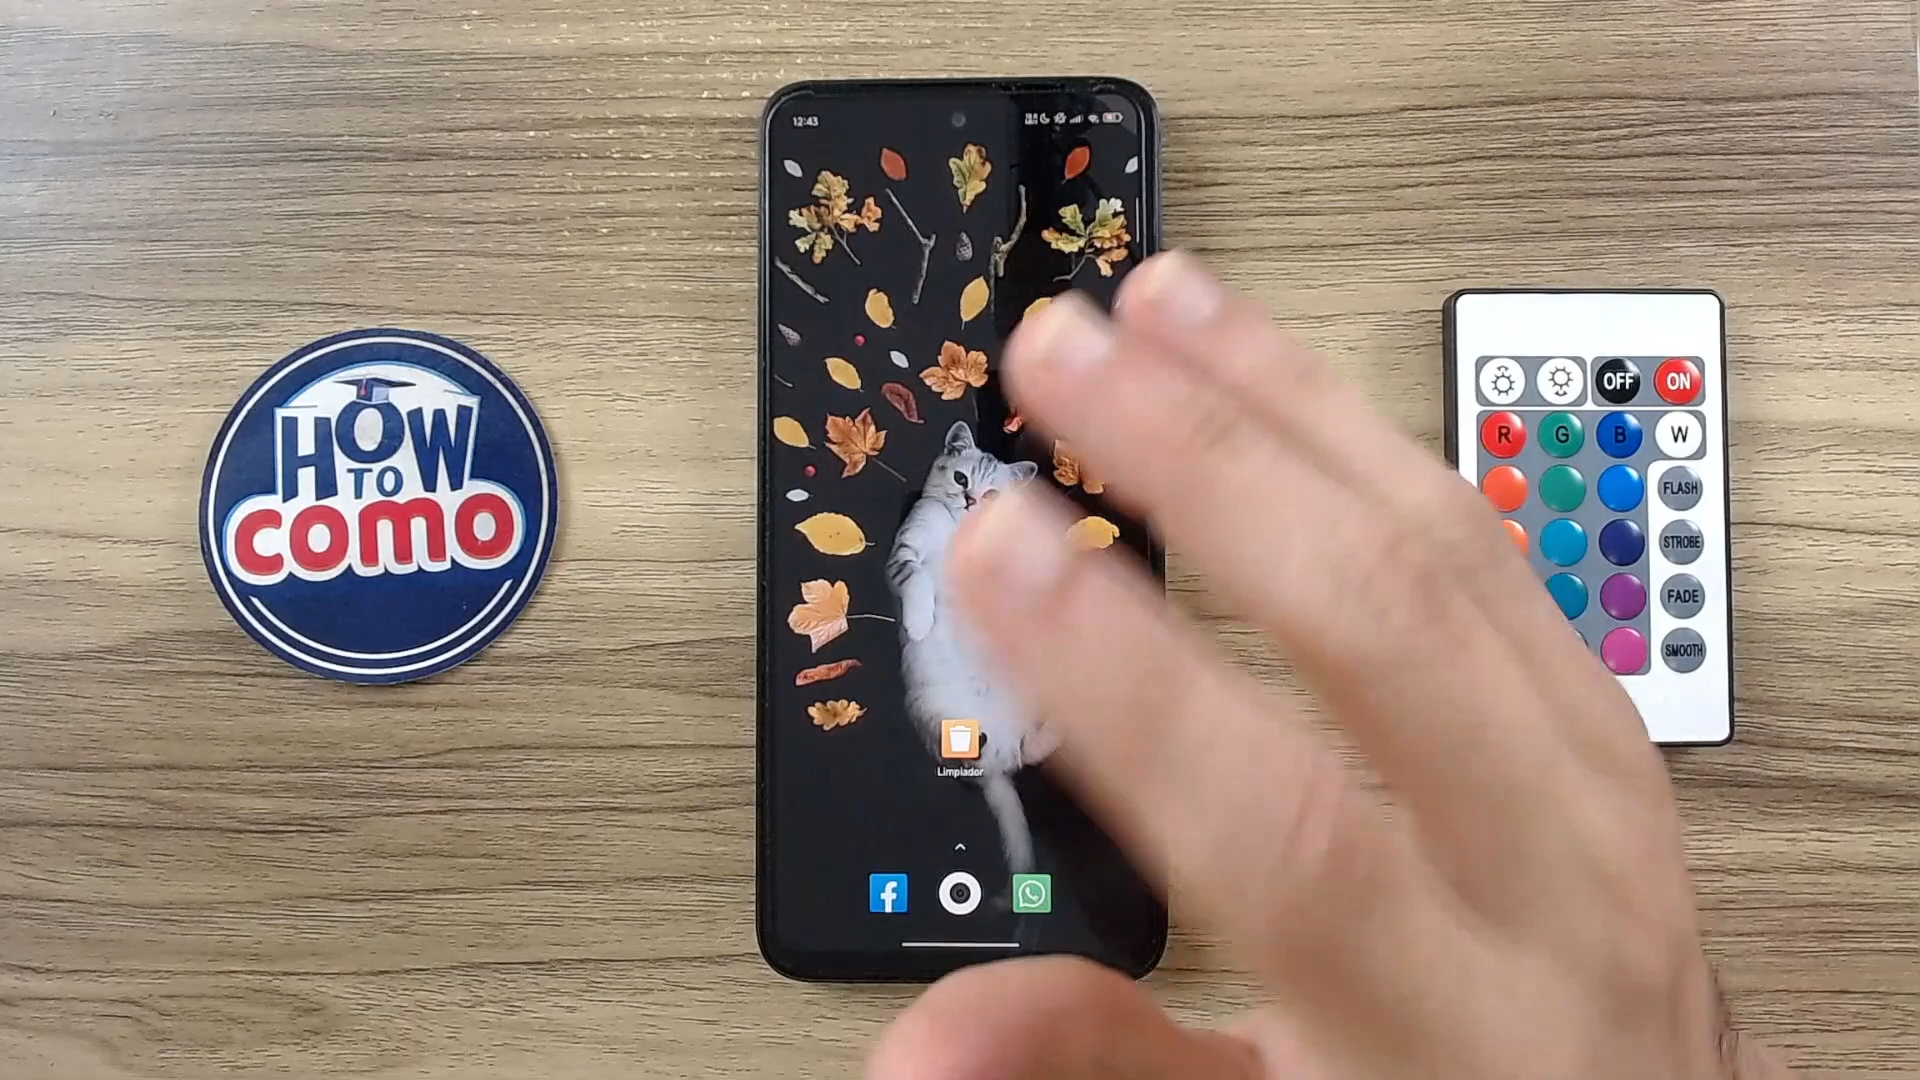 12:43
HOW
TO
como
Limpiador
OFF
ON
R
G
B
W
FLASH
STROBE
FADE
SMOOTH